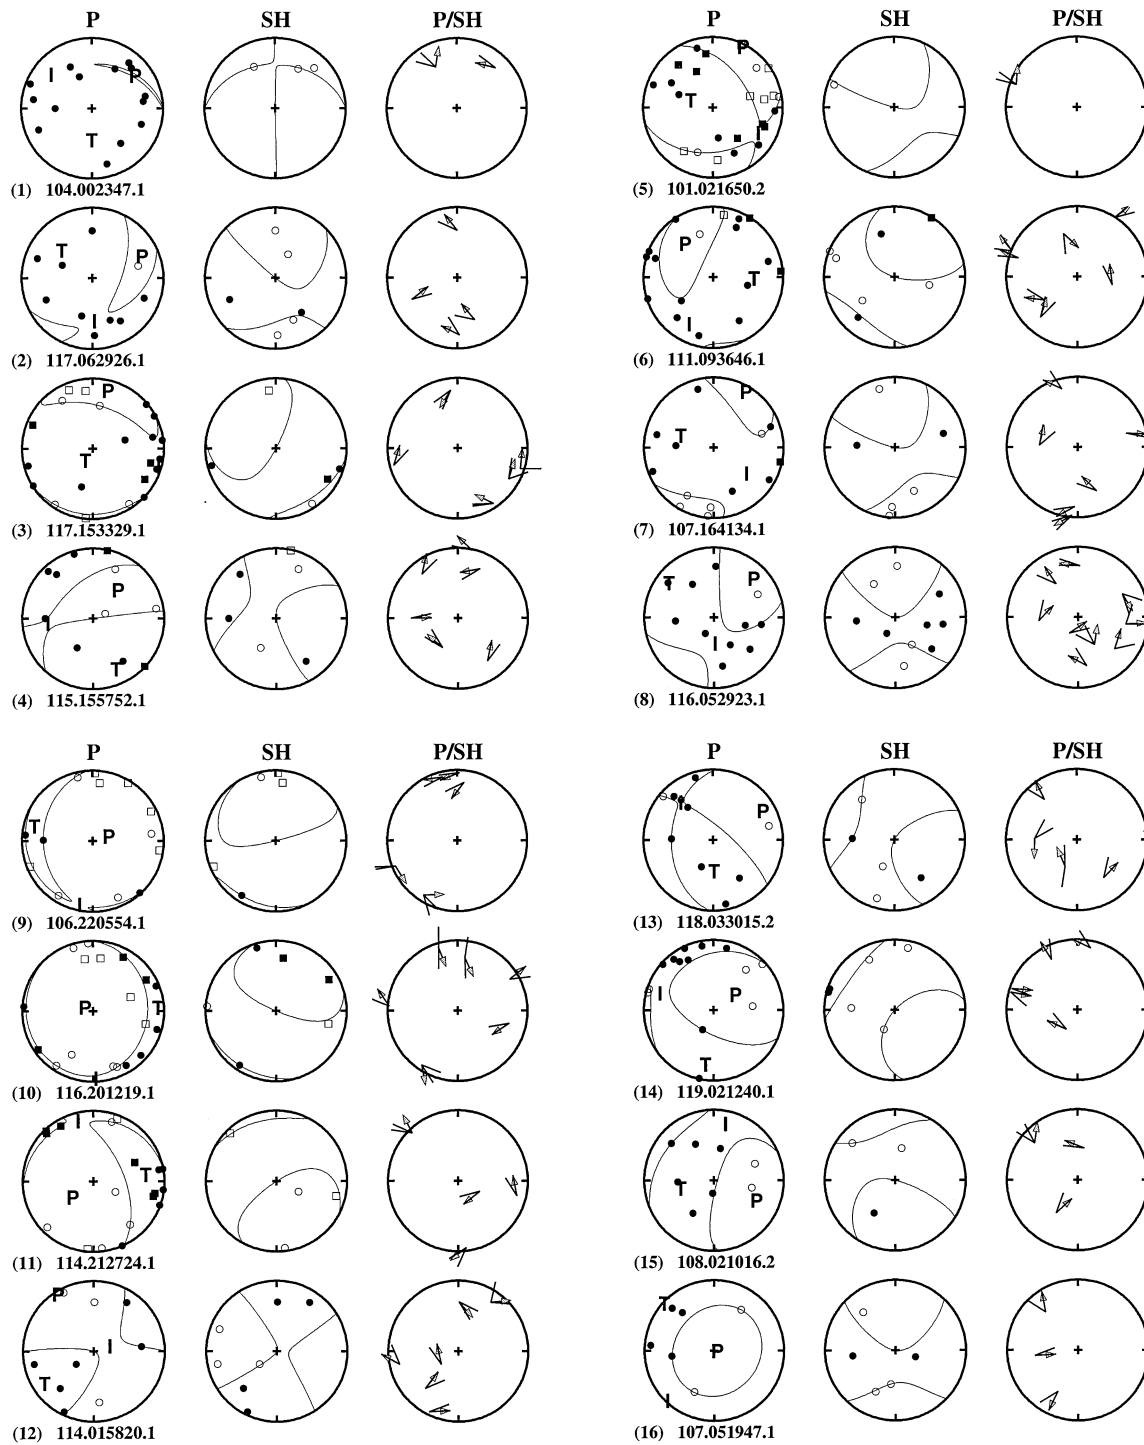 P SH P/SH
I P T
(1) 104.002347.1
T P I
(2) 117.062926.1
P T
(3) 117.153329.1
P I T
(4) 115.155752.1
P SH P/SH
P T I
(5) 101.021650.2
P T I
(6) 111.093646.1
P T I
(7) 107.164134.1
T P I
(8) 116.052923.1
P SH P/SH
T P I
(9) 106.220554.1
P T
(10) 116.201219.1
I T P
(11) 114.212724.1
P I T
(12) 114.015820.1
P SH P/SH
I P T
(13) 118.033015.2
I P T
(14) 119.021240.1
I T P
(15) 108.021016.2
T P I
(16) 107.051947.1